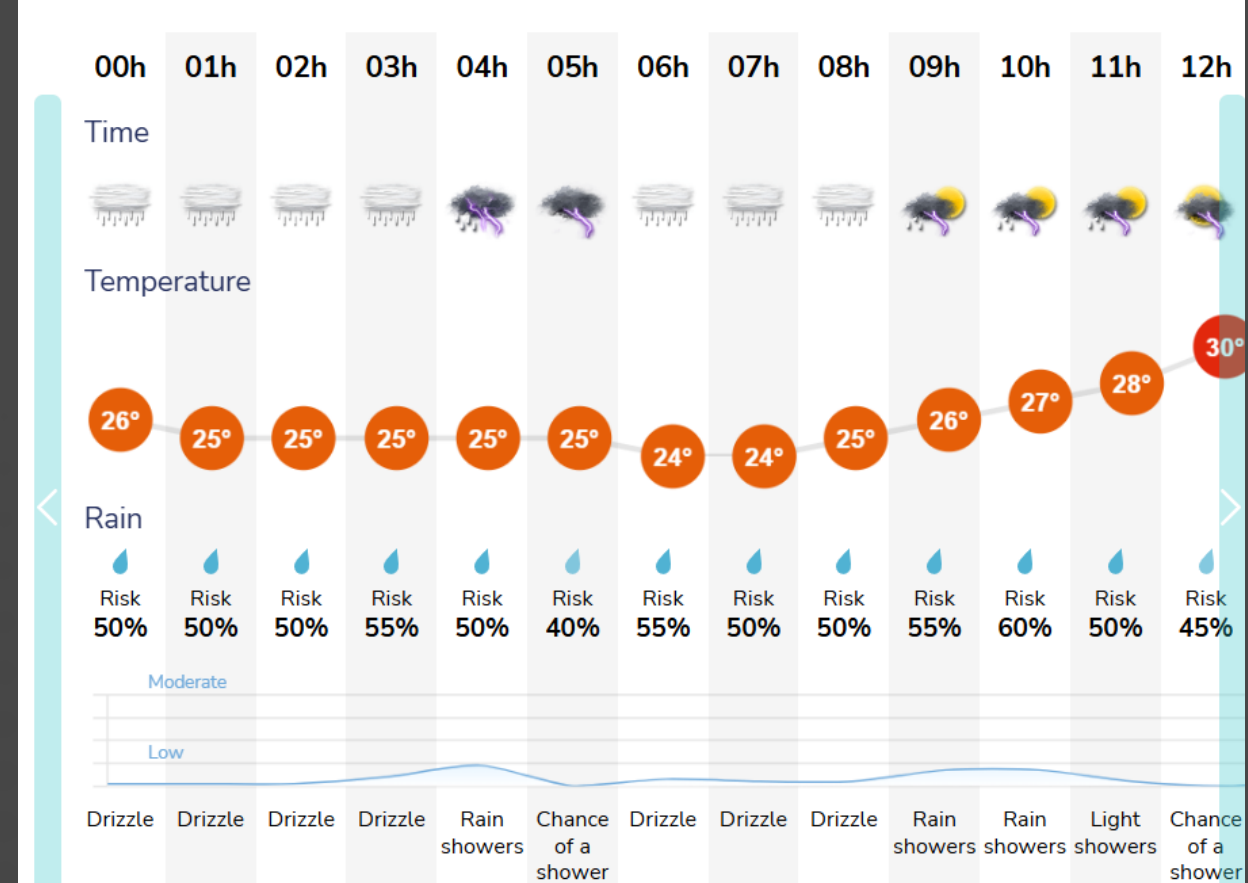 00h 01h 02h 03h 04h 05h 06h 07h 08h 09h 10h 11h 12h
Time
Temperature
26° 25° 25° 25° 25° 25° 24° 24° 25° 26° 27° 28° 30°
Rain
Risk Risk Risk Risk Risk Risk Risk Risk Risk Risk Risk Risk Risk
50% 50% 50% 55% 50% 40% 55% 50% 50% 55% 60% 50% 45%
Moderate
Low
Drizzle Drizzle Drizzle Drizzle Rain Chance Drizzle Drizzle Drizzle Rain Rain Light Chance
showers of a showers showers showers of a
shower shower